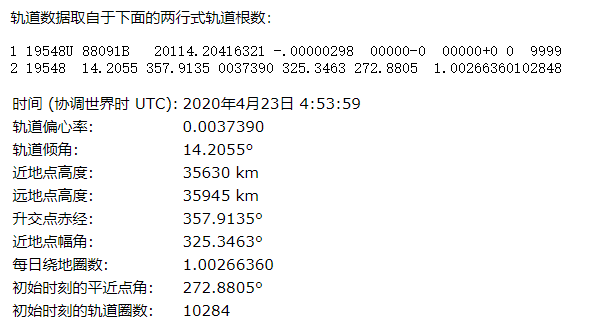 轨道数据取自于下面的两行式轨道根数:
1 19548U 88091B   20114.20416321 -.00000298  00000-0  00000+0 0  9999
2 19548  14.2055 357.9135 0037390 325.3463 272.8805  1.00266360102848
时间 (协调世界时 UTC): 2020年4月23日 4:53:59
轨道偏心率: 0.0037390
轨道倾角: 14.2055°
近地点高度: 35630 km
远地点高度: 35945 km
升交点赤经: 357.9135°
近地点幅角: 325.3463°
每日绕地圈数: 1.00266360
初始时刻的平近点角: 272.8805°
初始时刻的轨道圈数: 10284